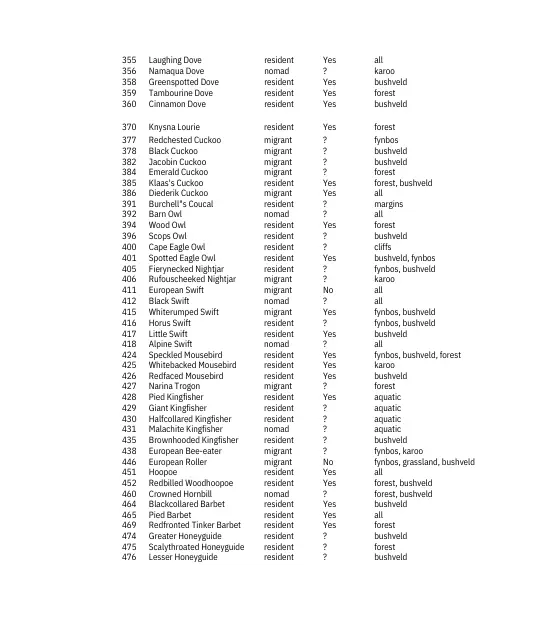 355 Laughing Dove resident Yes all
356 Namaqua Dove nomad ? karoo
358 Greenspotted Dove resident Yes bushveld
359 Tambourine Dove resident Yes forest
360 Cinnamon Dove resident Yes bushveld
370 Knysna Lourie resident Yes forest
377 Redchested Cuckoo migrant ? fynbos
378 Black Cuckoo migrant ? bushveld
382 Jacobin Cuckoo migrant ? bushveld
384 Emerald Cuckoo migrant ? forest
385 Klaas's Cuckoo resident Yes forest, bushveld
386 Diederik Cuckoo migrant Yes all
391 Burchell"s Coucal resident ? margins
392 Barn Owl nomad ? all
394 Wood Owl resident Yes forest
396 Scops Owl resident ? bushveld
400 Cape Eagle Owl resident ? cliffs
401 Spotted Eagle Owl resident Yes bushveld, fynbos
405 Fierynecked Nightjar resident ? fynbos, bushveld
406 Rufouscheeked Nightjar migrant ? karoo
411 European Swift migrant No all
412 Black Swift nomad ? all
415 Whiterumped Swift migrant Yes fynbos, bushveld
416 Horus Swift resident ? fynbos, bushveld
417 Little Swift resident Yes bushveld
418 Alpine Swift nomad ? all
424 Speckled Mousebird resident Yes fynbos, bushveld, forest
425 Whitebacked Mousebird resident Yes karoo
426 Redfaced Mousebird resident Yes bushveld
427 Narina Trogon migrant ? forest
428 Pied Kingfisher resident Yes aquatic
429 Giant Kingfisher resident ? aquatic
430 Halfcollared Kingfisher resident ? aquatic
431 Malachite Kingfisher nomad ? aquatic
435 Brownhooded Kingfisher resident ? bushveld
438 European Bee-eater migrant ? fynbos, karoo
446 European Roller migrant No fynbos, grassland, bushveld
451 Hoopoe resident Yes all
452 Redbilled Woodhoopoe resident Yes forest, bushveld
460 Crowned Hornbill nomad ? forest, bushveld
464 Blackcollared Barbet resident Yes bushveld
465 Pied Barbet resident Yes all
469 Redfronted Tinker Barbet resident Yes forest
474 Greater Honeyguide resident ? bushveld
475 Scalythroated Honeyguide resident ? forest
476 Lesser Honeyguide resident ? bushveld